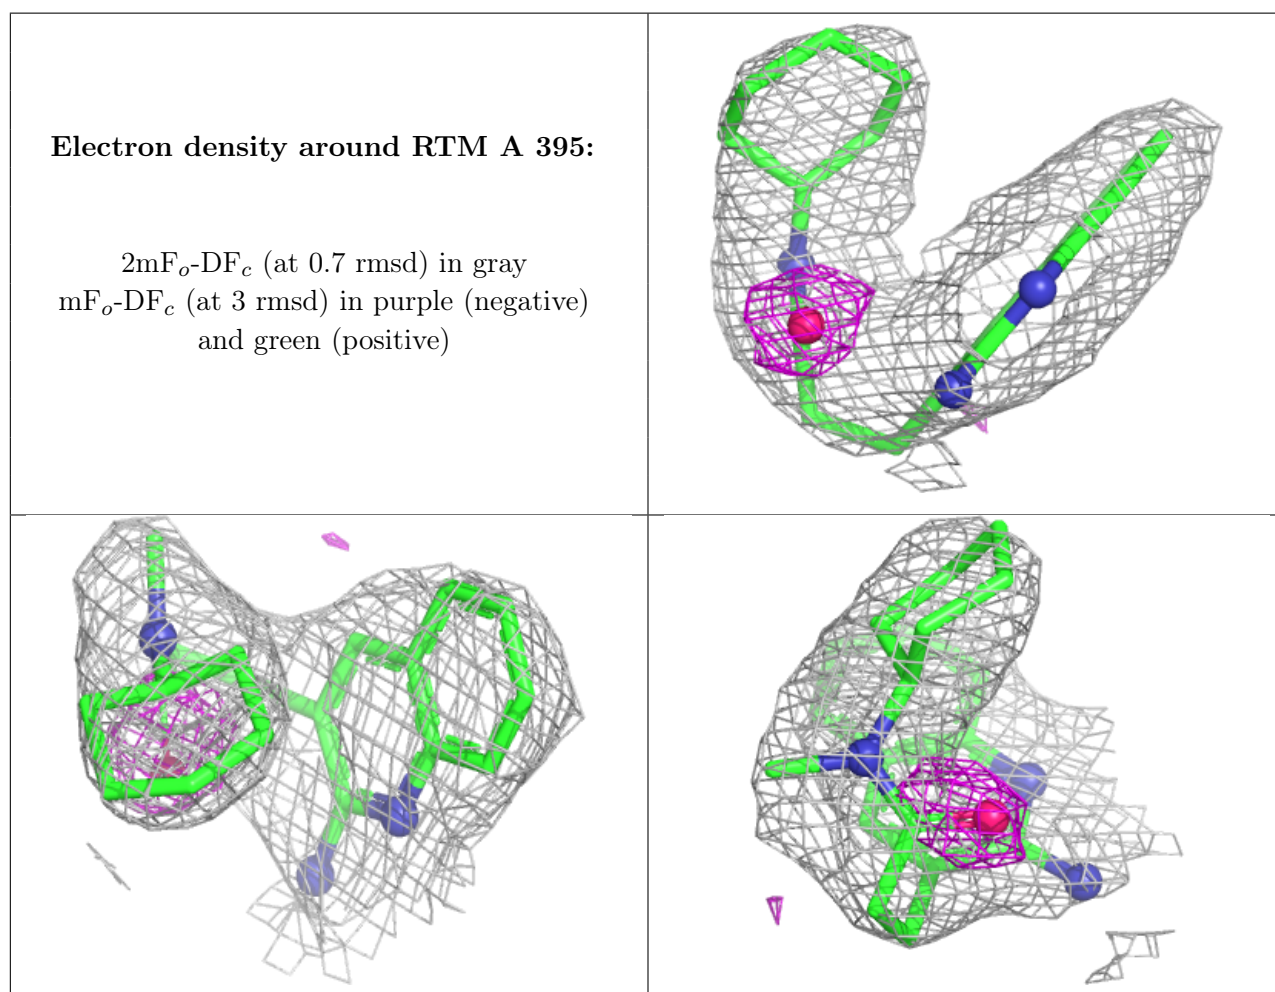 Electron density around RTM A 395:
2mFo-DFc (at 0.7 rmsd) in gray
mFo-DFc (at 3 rmsd) in purple (negative)
and green (positive)